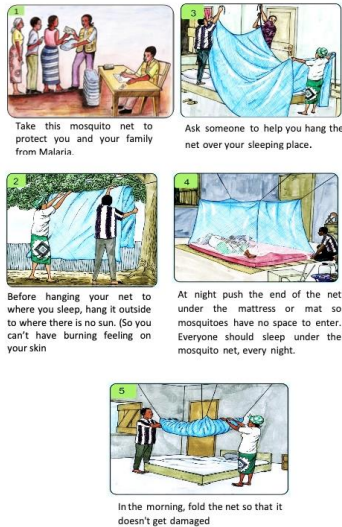 1
Take this mosquito net to
protect you and your family
from Malaria.
2
Before hanging your net to
where you sleep, hang it outside
to where there is no sun. (So you
can't have burning feeling on
your skin
3
Ask someone to help you hang the
net over your sleeping place.
4
At night push the end of the net
under the mattress or mat so
mosquitoes have no space to enter.
Everyone should sleep under the
mosquito net, every night.
5
In the morning, fold the net so that it
doesn't get damaged